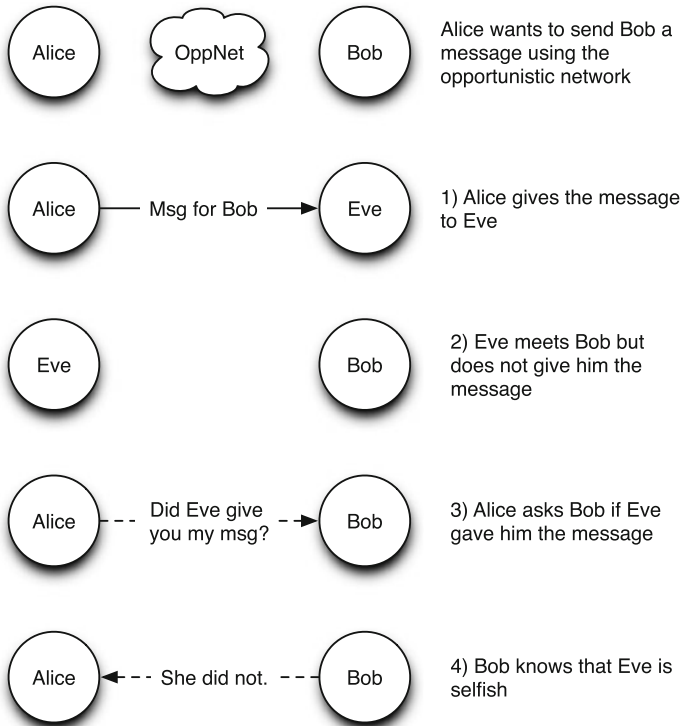 Alice
OppNet
Bob
Alice wants to send Bob a
message using the
opportunistic network
Alice
Msg for Bob
Eve
1) Alice gives the message
to Eve
Eve
Bob
2) Eve meets Bob but
does not give him the
message
Alice
Did Eve give
you my msg?
Bob
3) Alice asks Bob if Eve
gave him the message
Alice
She did not.
Bob
4) Bob knows that Eve is
selfish